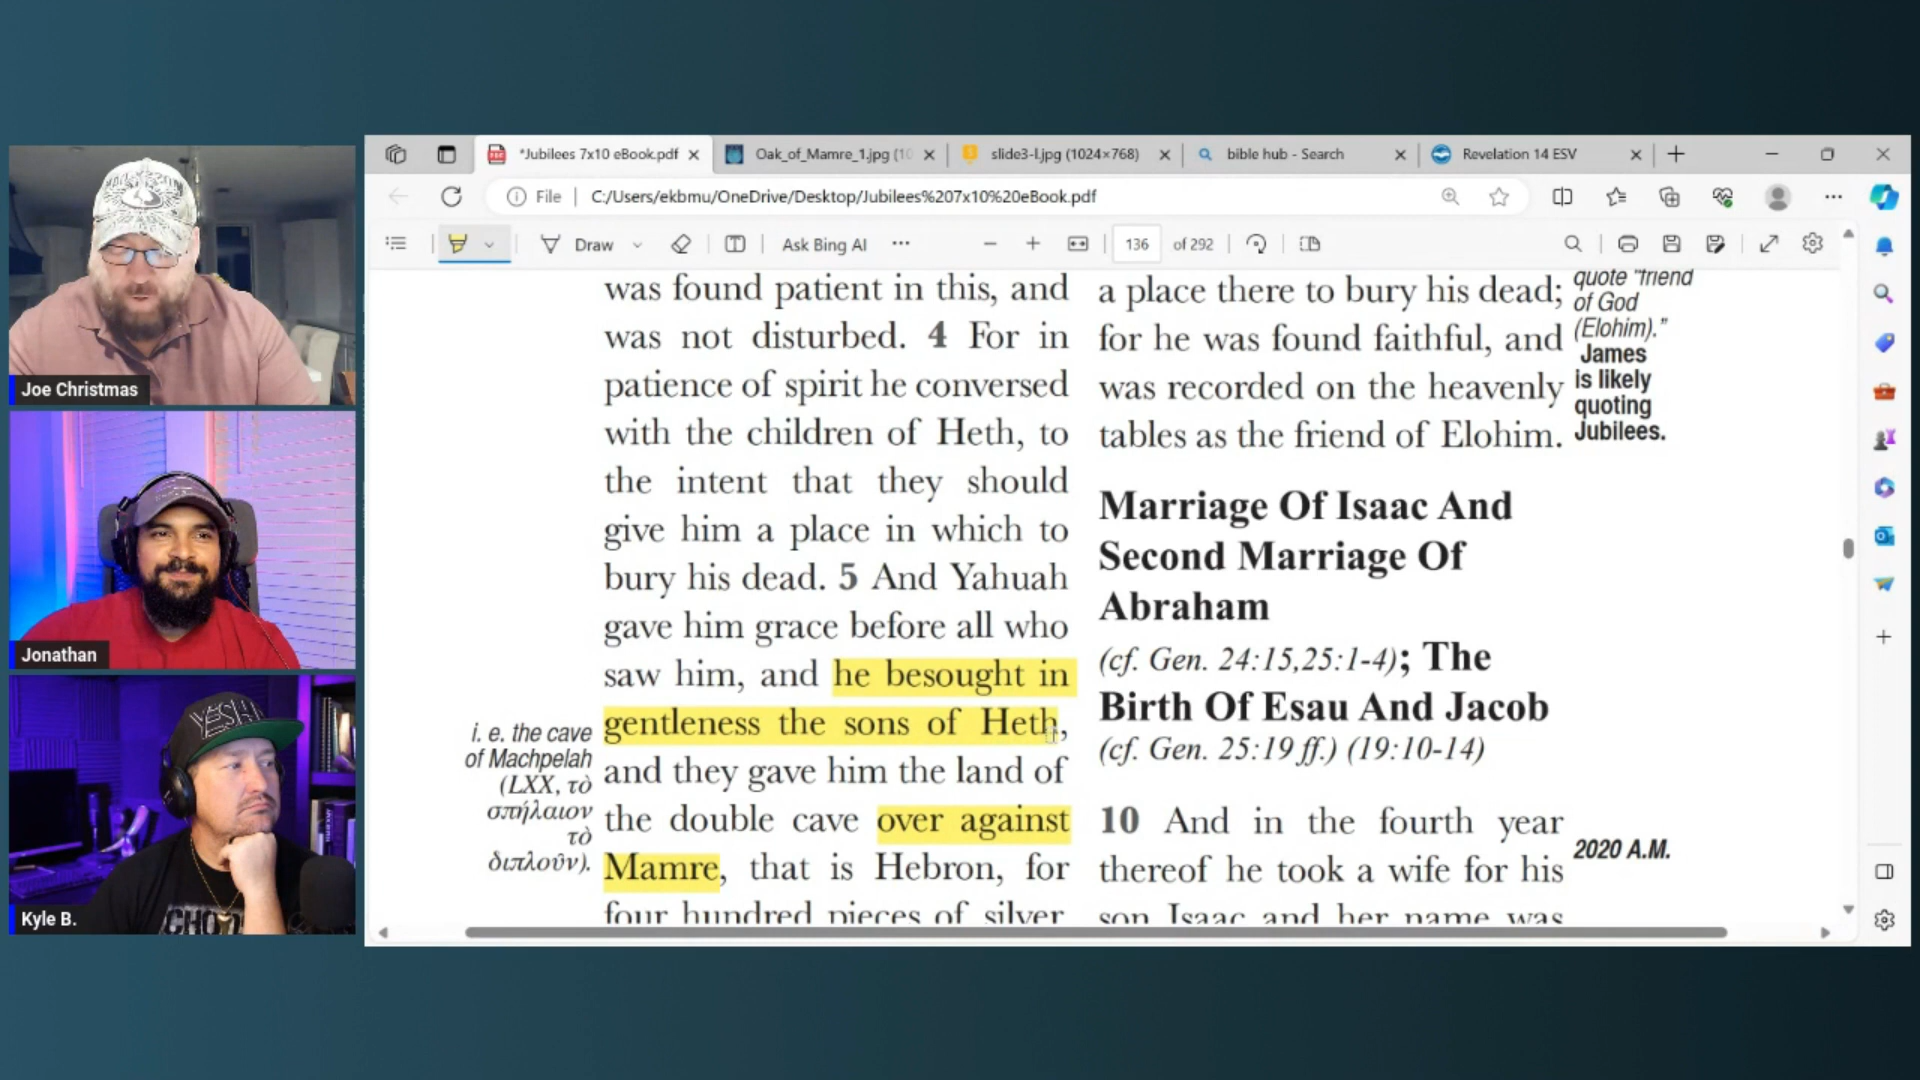 *Jubilees 7x10 eBook.pdf
Oak_of_Mamre_1.jpg (10
slide3-l.jpg (1024×768)
bible hub - Search
Revelation 14 ESV
File
C:/Users/ekbmu/OneDrive/Desktop/Jubilees%207x10%20eBook.pdf
Draw
Ask Bing AI
136
of 292
was found patient in this, and
was not disturbed. 4 For in
patience of spirit he conversed
with the children of Heth, to
the intent that they should
give him a place in which to
bury his dead. 5 And Yahuah
gave him grace before all who
saw him, and he besought in
gentleness the sons of Heth,
and they gave him the land of
the double cave over against
Mamre, that is Hebron, for
four hundred pieces of silver
i. e. the cave
of Machpelah
(LXX, τὸ
σπήλαιον
τὸ
διπλοῦν).
a place there to bury his dead;
for he was found faithful, and
was recorded on the heavenly
tables as the friend of Elohim.
quote "friend
of God
(Elohim)."
James
is likely
quoting
Jubilees.
Marriage Of Isaac And
Second Marriage Of
Abraham
(cf. Gen. 24:15,25:1-4); The
Birth Of Esau And Jacob
(cf. Gen. 25:19 ff.) (19:10-14)
10 And in the fourth year
thereof he took a wife for his
son Isaac and her name was
2020 A.M.
Joe Christmas
Jonathan
YESH
Kyle B.